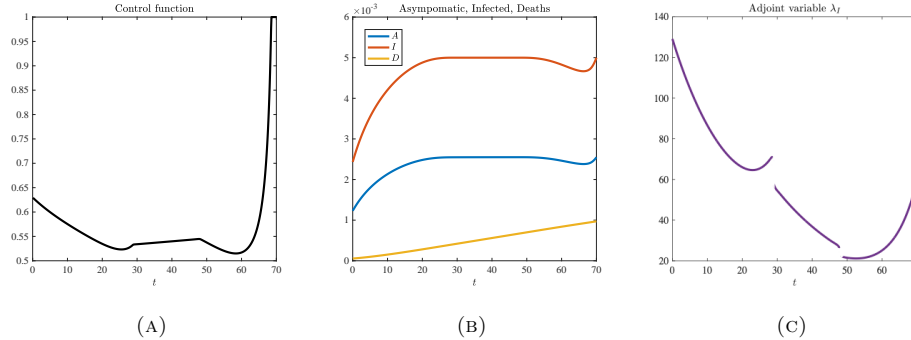 Control function
1
0.95
0.9
0.85
0.8
0.75
0.7
0.65
0.6
0.55
0.5
0 10 20 30 40 50 60 70
t
(A)
Asympomatic, Infected, Deaths
×10⁻³
6
5
4
3
2
1
0
A
I
D
0 10 20 30 40 50 60 70
t
(B)
Adjoint variable λ_I
140
120
100
80
60
40
20
0 10 20 30 40 50 60
t
(C)